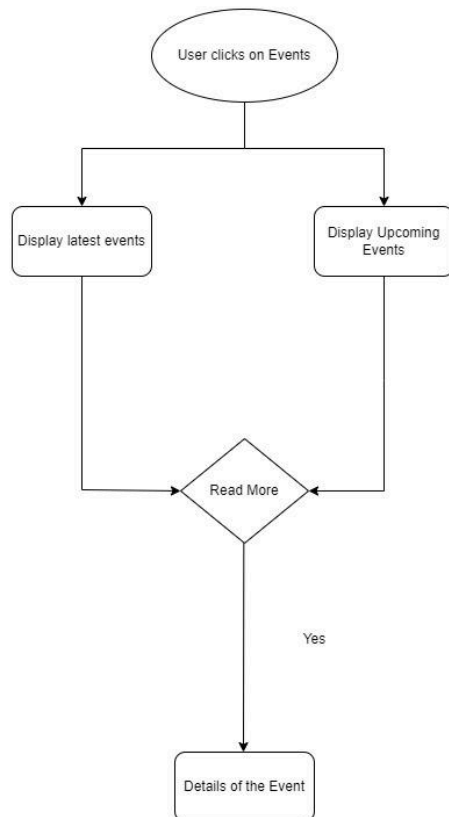 User clicks on Events
Display latest events
Display Upcoming
Events
Read More
Yes
Details of the Event